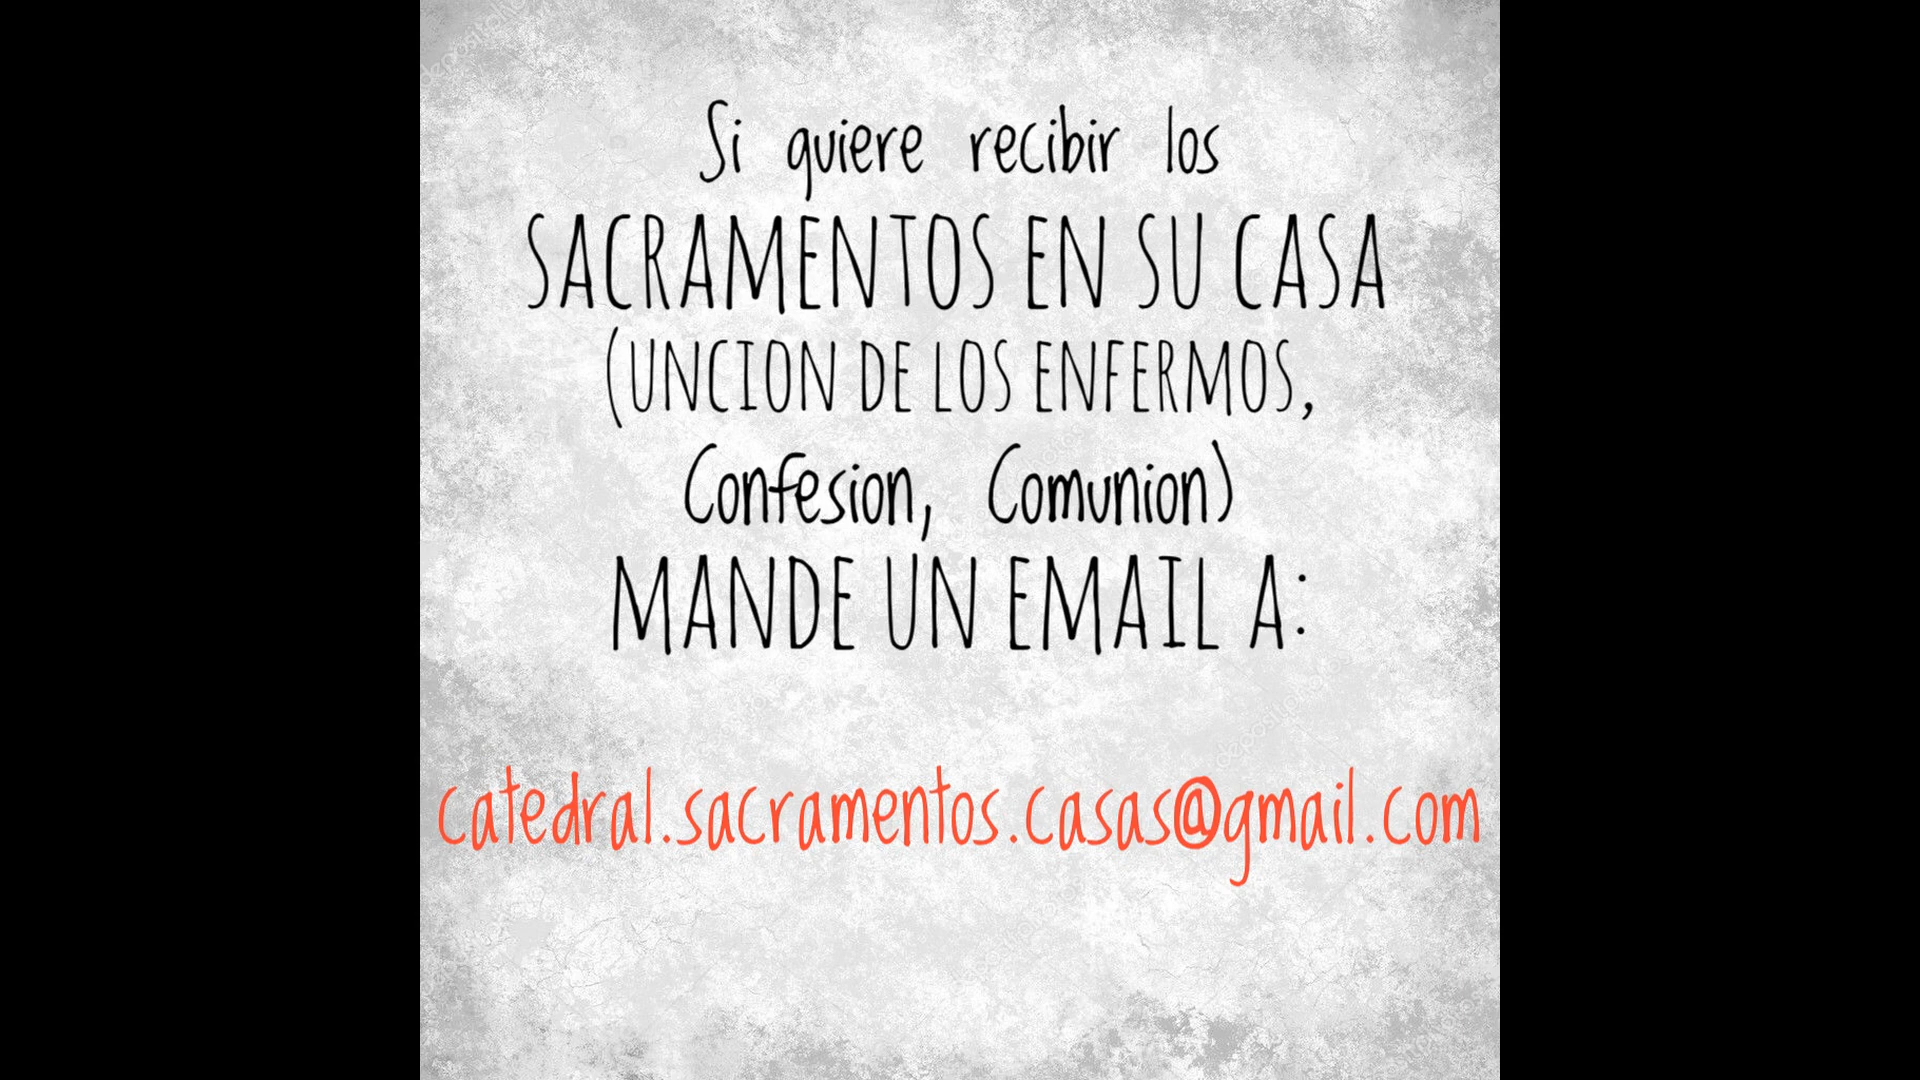 Si quiere recibir los
SACRAMENTOS EN SU CASA
(UNCION DE LOS ENFERMOS,
Confesion, Comunion)
MANDE UN EMAIL A:
catedral.sacramentos.casas@gmail.com